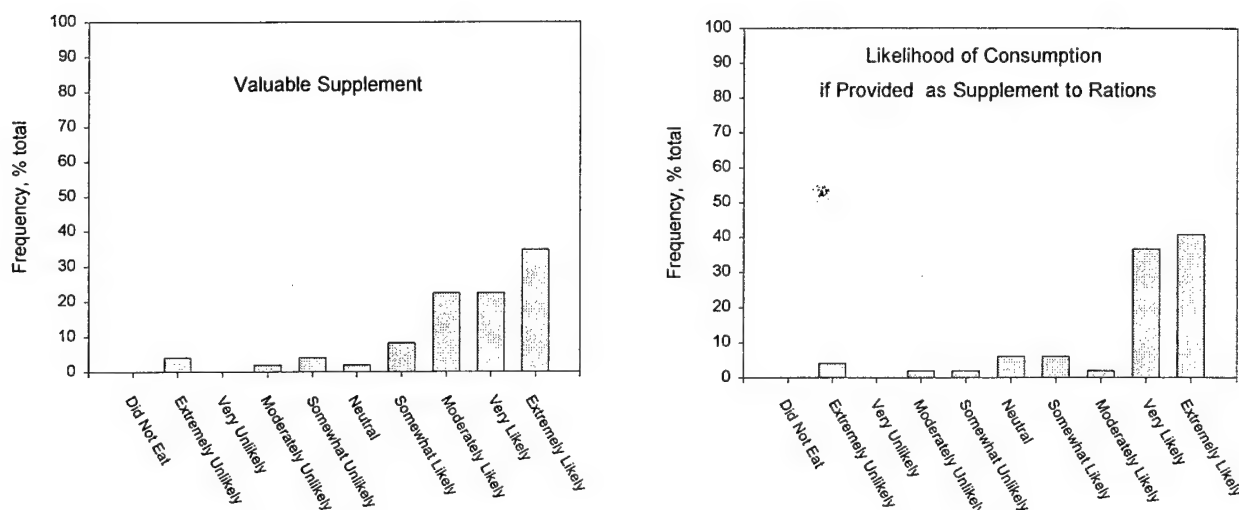 Valuable Supplement
Frequency, % total
100
90
80
70
60
50
40
30
20
10
0
Did Not Eat
Extremely Unlikely
Very Unlikely
Moderately Unlikely
Somewhat Unlikely
Neutral
Somewhat Likely
Moderately Likely
Very Likely
Extremely Likely
Likelihood of Consumption
if Provided as Supplement to Rations
Frequency, % total
100
90
80
70
60
50
40
30
20
10
0
Did Not Eat
Extremely Unlikely
Very Unlikely
Moderately Unlikely
Somewhat Unlikely
Neutral
Somewhat Likely
Moderately Likely
Very Likely
Extremely Likely